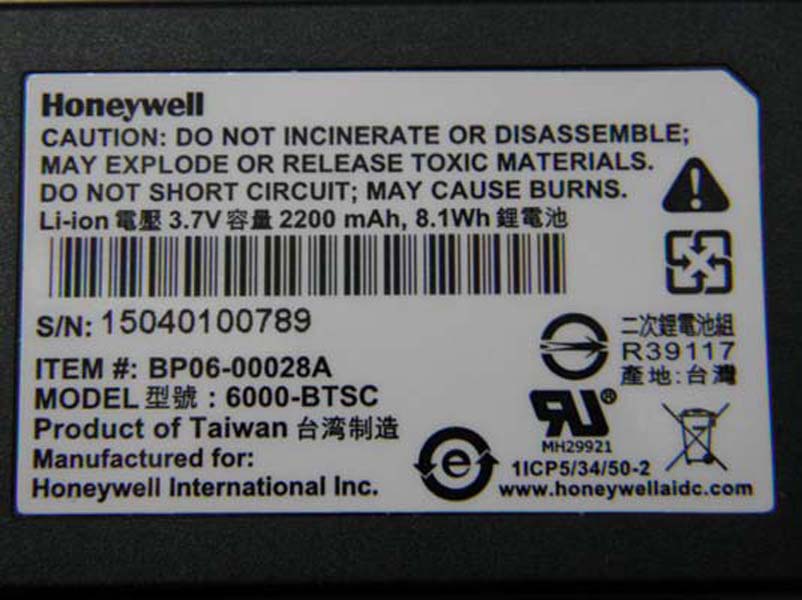 Honeywell
CAUTION: DO NOT INCINERATE OR DISASSEMBLE;
MAY EXPLODE OR RELEASE TOXIC MATERIALS.
DO NOT SHORT CIRCUIT; MAY CAUSE BURNS.
Li-ion 電壓 3.7V 容量 2200 mAh, 8.1Wh 鋰電池
S/N: 15040100789
ITEM #: BP06-00028A
MODEL 型號 : 6000-BTSC
Product of Taiwan 台湾制造
Manufactured for:
Honeywell International Inc.
二次鋰電池組
R39117
產地:台灣
RU®
MH29921
e
1ICP5/34/50-2
www.honeywellaidc.com